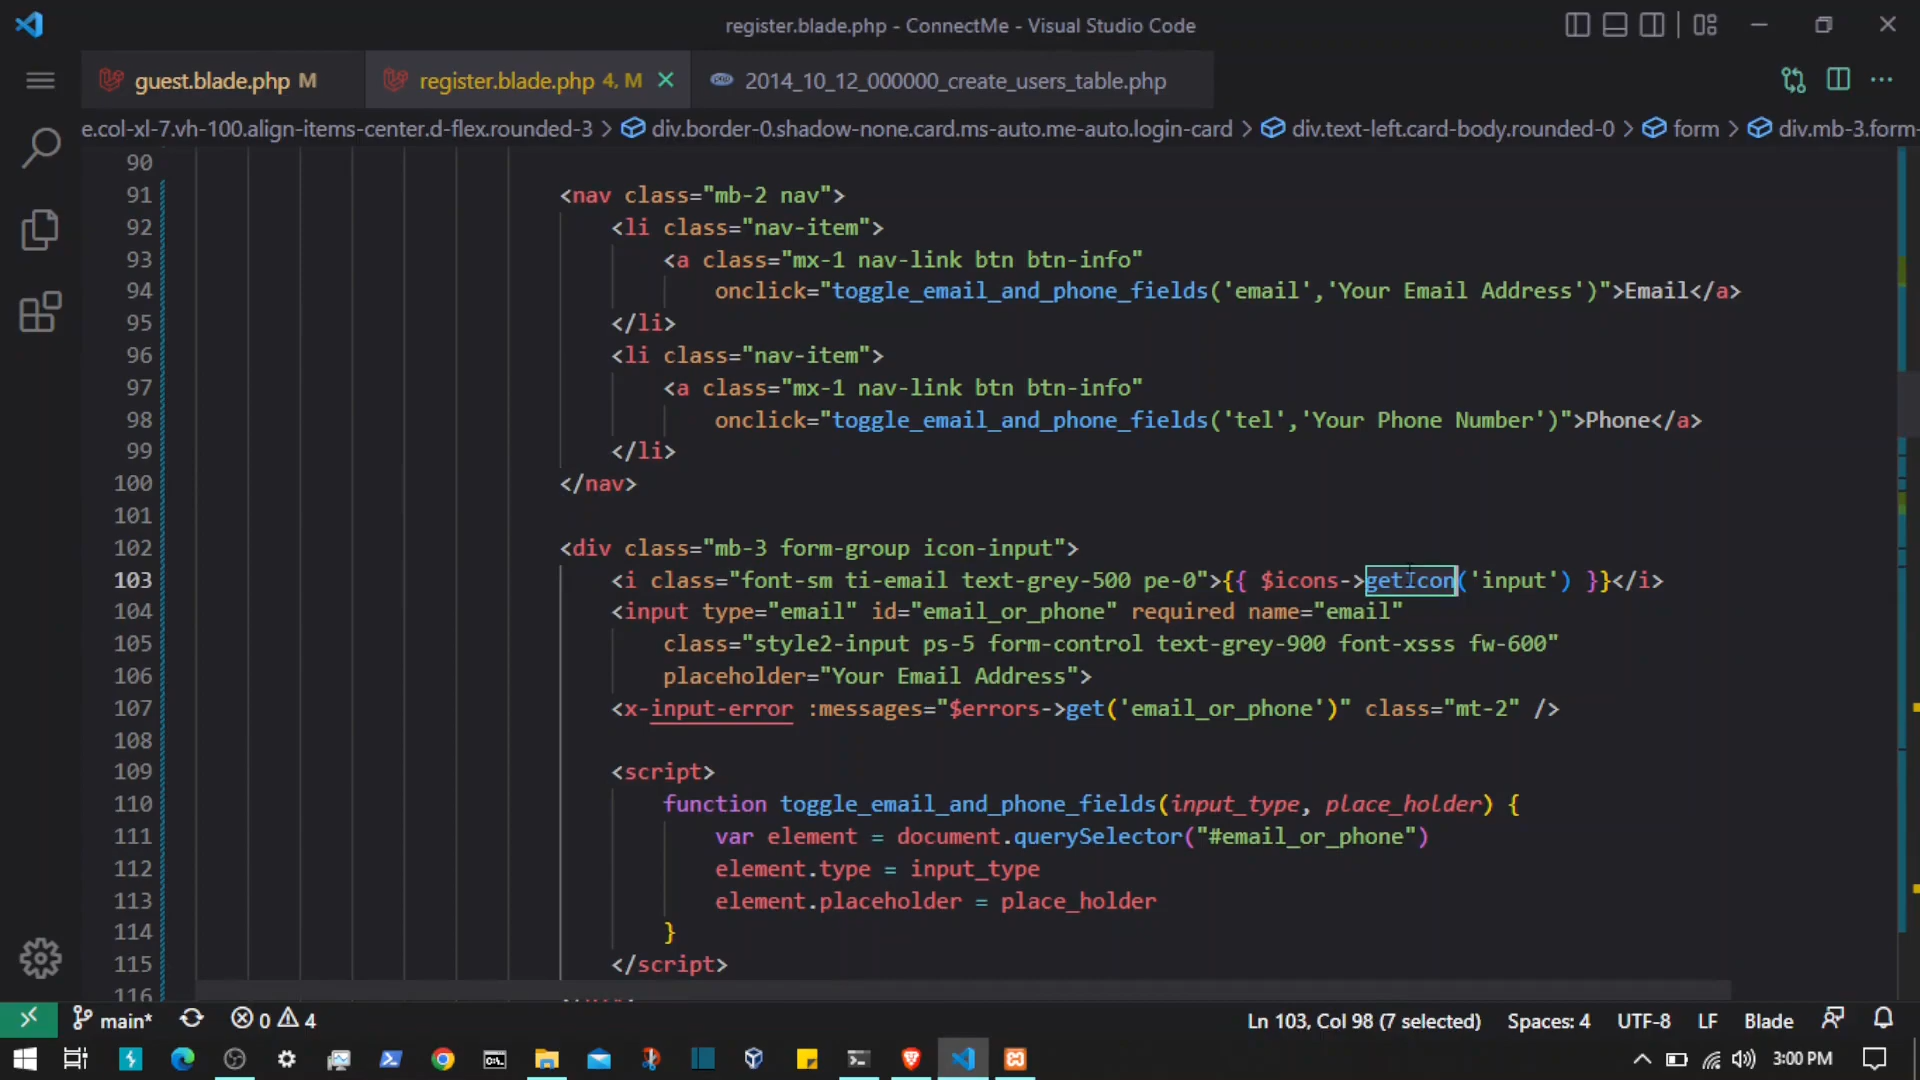 register.blade.php - ConnectMe - Visual Studio Code
guest.blade.php M
register.blade.php 4, M
2014_10_12_000000_create_users_table.php
e.col-xl-7.vh-100.align-items-center.d-flex.rounded-3 > div.border-0.shadow-none.card.ms-auto.me-auto.login-card > div.text-left.card-body.rounded-0 > form > div.mb-3.form-
90
91 <nav class="mb-2 nav">
92 <li class="nav-item">
93 <a class="mx-1 nav-link btn btn-info"
94 onclick="toggle_email_and_phone_fields('email','Your Email Address')">Email</a>
95 </li>
96 <li class="nav-item">
97 <a class="mx-1 nav-link btn btn-info"
98 onclick="toggle_email_and_phone_fields('tel','Your Phone Number')">Phone</a>
99 </li>
100 </nav>
101
102 <div class="mb-3 form-group icon-input">
103 <i class="font-sm ti-email text-grey-500 pe-0">{{ $icons->getIcon('input') }}</i>
104 <input type="email" id="email_or_phone" required name="email"
105 class="style2-input ps-5 form-control text-grey-900 font-xsss fw-600"
106 placeholder="Your Email Address">
107 <x-input-error :messages="$errors->get('email_or_phone')" class="mt-2" />
108
109 <script>
110 function toggle_email_and_phone_fields(input_type, place_holder) {
111 var element = document.querySelector("#email_or_phone")
112 element.type = input_type
113 element.placeholder = place_holder
114 }
115 </script>
116
main* 0 4 Ln 103, Col 98 (7 selected) Spaces: 4 UTF-8 LF Blade
3:00 PM